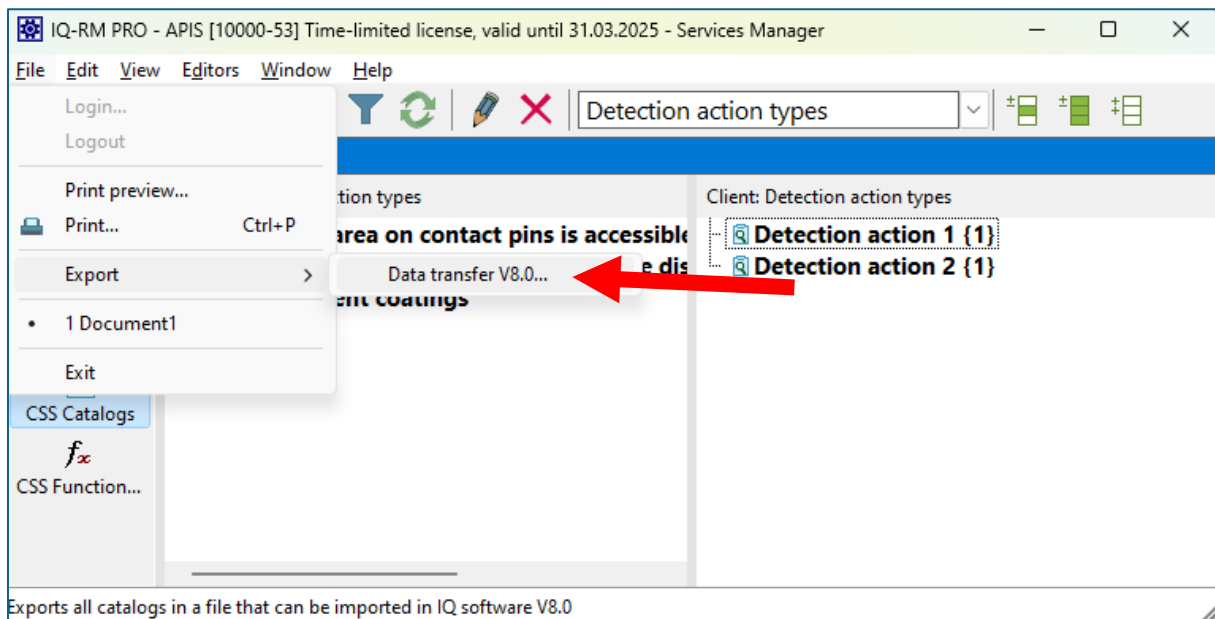 IQ-RM PRO - APIS [10000-53] Time-limited license, valid until 31.03.2025 - Services Manager
File Edit View Editors Window Help
Login...
Logout
Detection action types
Print preview...
Print... Ctrl+P
Export
Data transfer V8.0...
1 Document1
Exit
types
Client: Detection action types
area on contact pins is accessible
coatings
Detection action 1 {1}
Detection action 2 {1}
CSS Catalogs
fx
CSS Function...
Exports all catalogs in a file that can be imported in IQ software V8.0